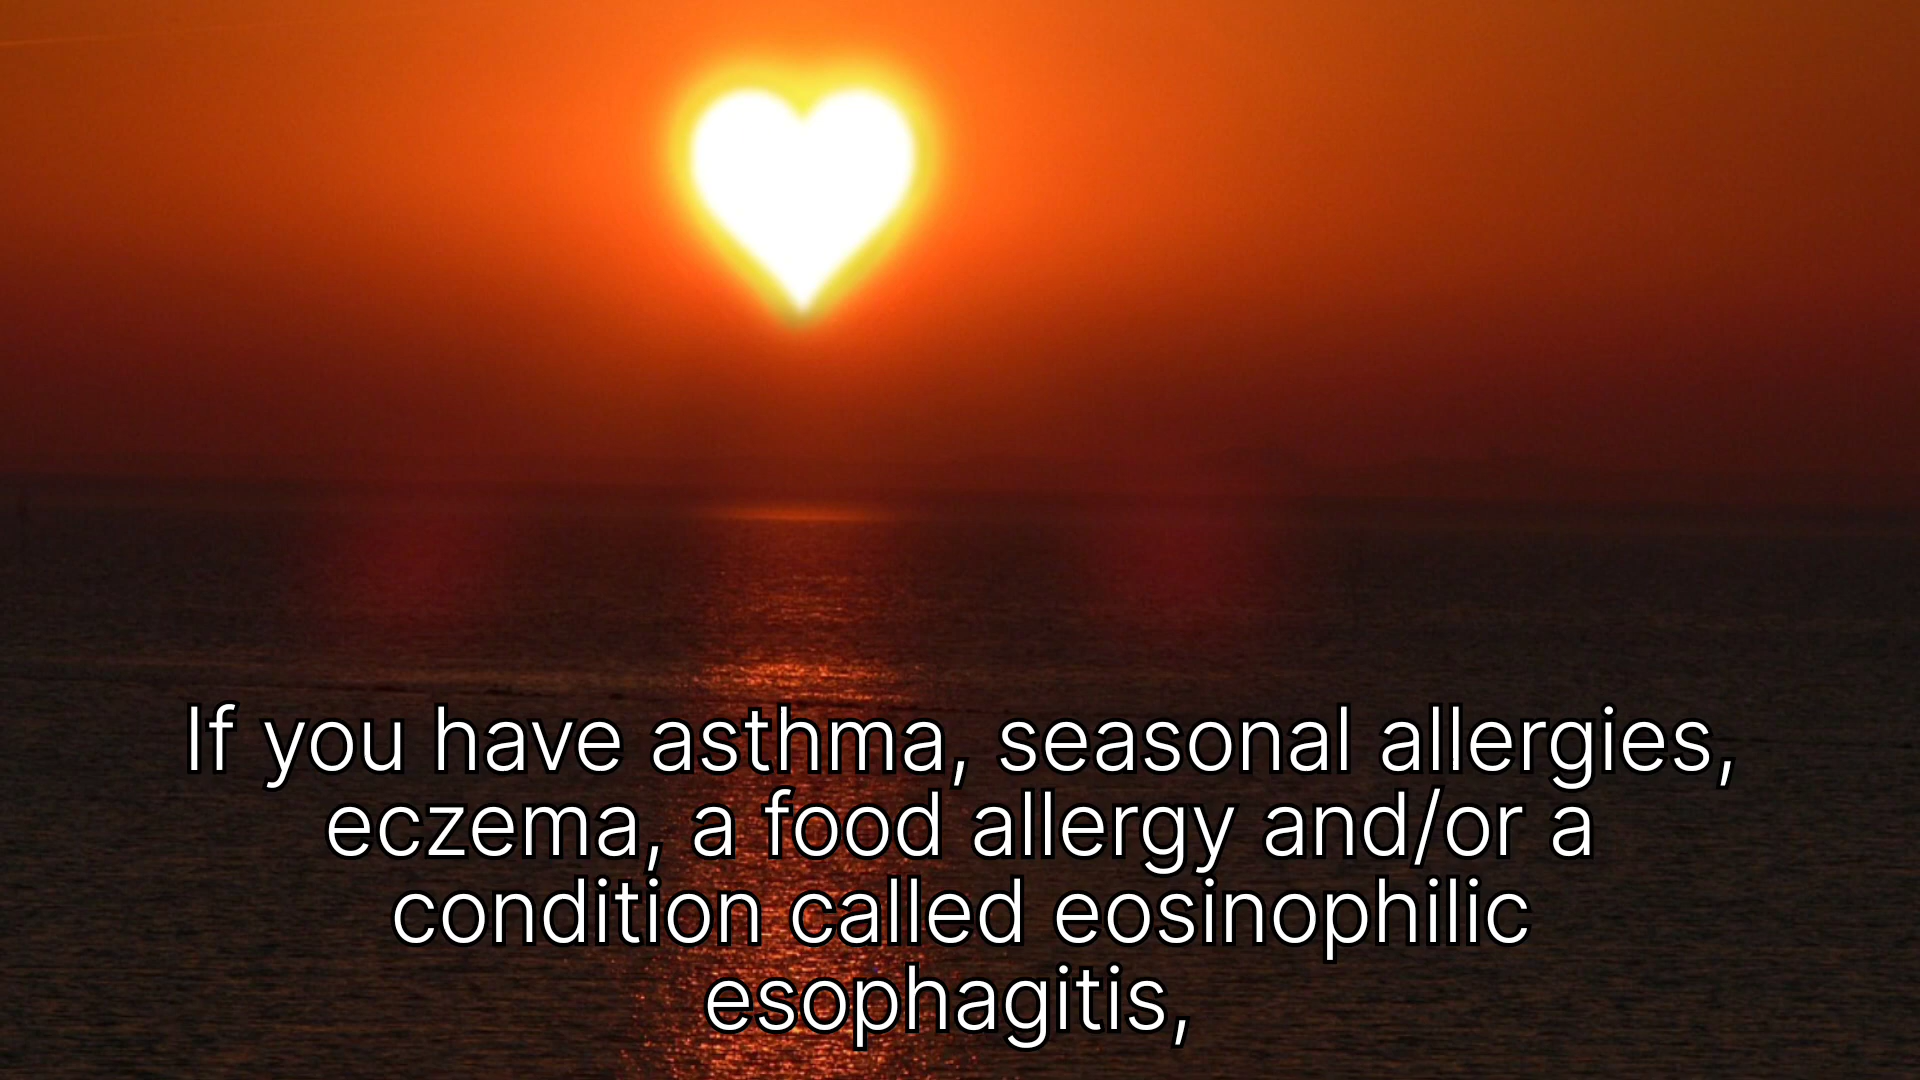 If you have asthma, seasonal allergies,
eczema, a food allergy and/or a
condition called eosinophilic
esophagitis,